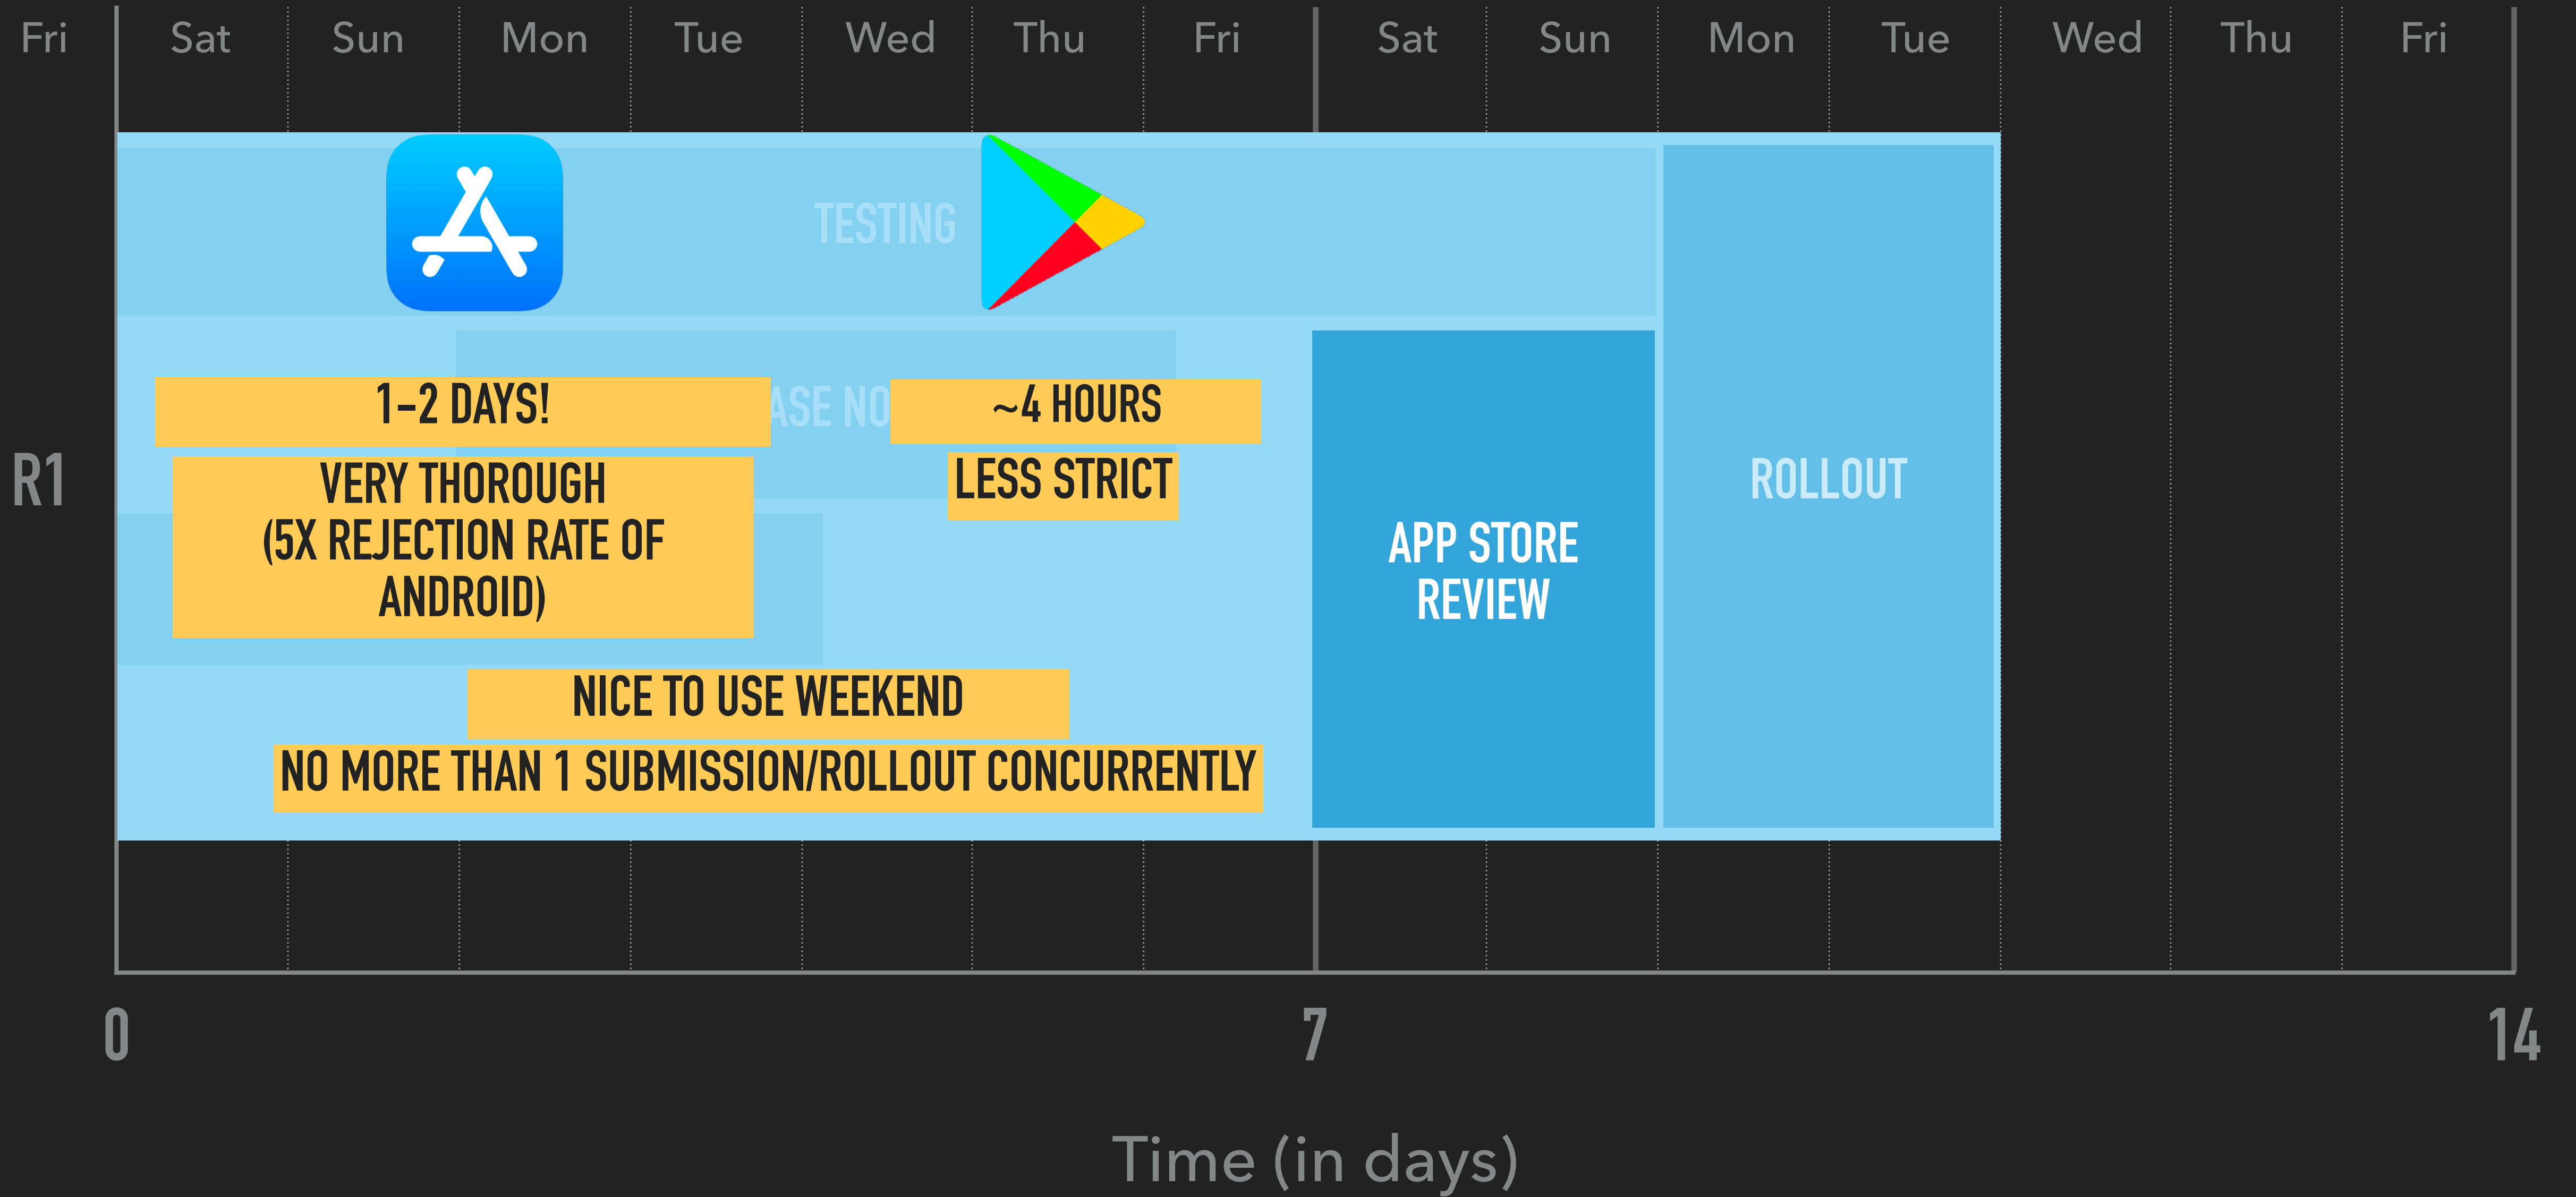 Fri Sat Sun Mon Tue Wed Thu Fri Sat Sun Mon Tue Wed Thu Fri
TESTING
1–2 DAYS!
ASE NO
~4 HOURS
VERY THOROUGH
(5X REJECTION RATE OF
ANDROID)
LESS STRICT
R1
APP STORE
REVIEW
ROLLOUT
NICE TO USE WEEKEND
NO MORE THAN 1 SUBMISSION/ROLLOUT CONCURRENTLY
0 7 14
Time (in days)